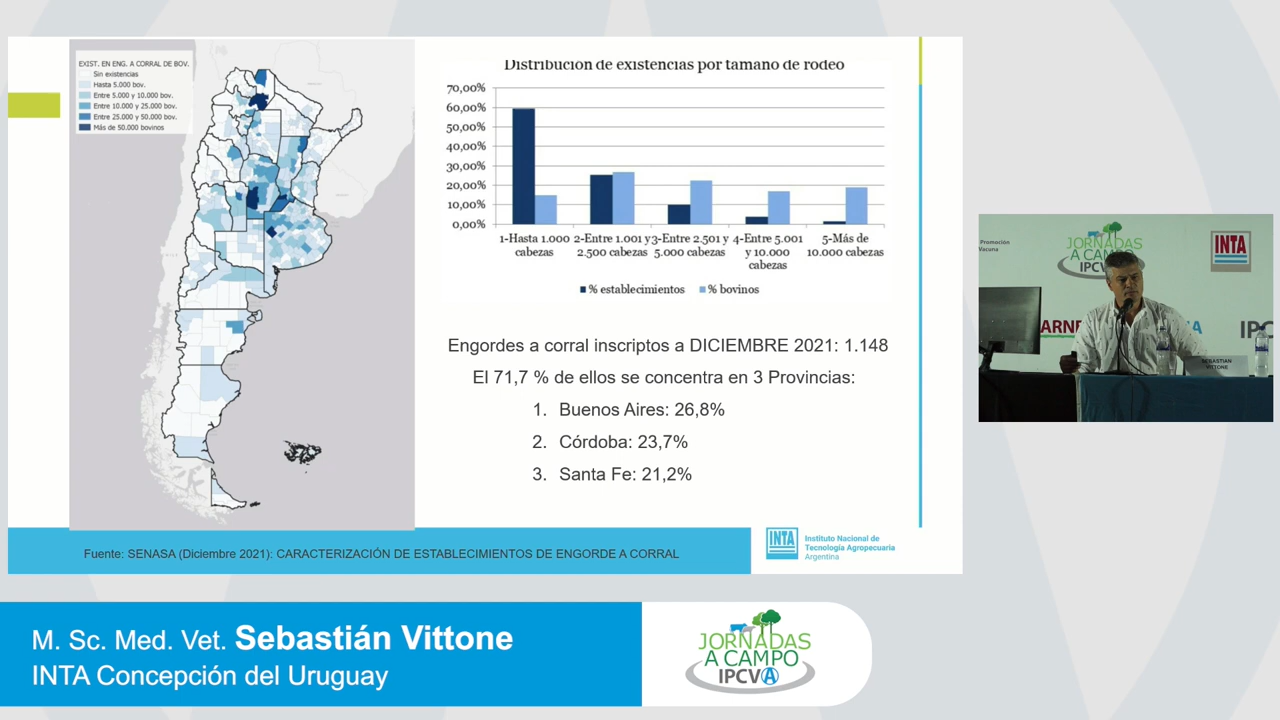 EXIST. EN ENG. A CORRAL DE BOV.
Sin existencias
Hasta 5.000 bov.
Entre 5.000 y 10.000 bov.
Entre 10.000 y 25.000 bov.
Entre 25.000 y 50.000 bov.
Más de 50.000 bovinos
Distribución de existencias por tamaño de rodeo
70,00%
60,00%
50,00%
40,00%
30,00%
20,00%
10,00%
0,00%
1-Hasta 1.000 cabezas
2-Entre 1.001 y 2.500 cabezas
3-Entre 2.501 y 5.000 cabezas
4-Entre 5.001 y 10.000 cabezas
5-Más de 10.000 cabezas
% establecimientos
% bovinos
Engordes a corral inscriptos a DICIEMBRE 2021: 1.148
El 71,7 % de ellos se concentra en 3 Provincias:
1. Buenos Aires: 26,8%
2. Córdoba: 23,7%
3. Santa Fe: 21,2%
Fuente: SENASA (Diciembre 2021): CARACTERIZACIÓN DE ESTABLECIMIENTOS DE ENGORDE A CORRAL
INTA
Instituto Nacional de
Tecnología Agropecuaria
Argentina
Promoción
Vacuna
JORNADAS
A CAMPO
IPCV
INTA
ARNE
A
IPC
SEBASTIAN
VITTONE
M. Sc. Med. Vet. Sebastián Vittone
INTA Concepción del Uruguay
JORNADAS
A CAMPO
IPCVA